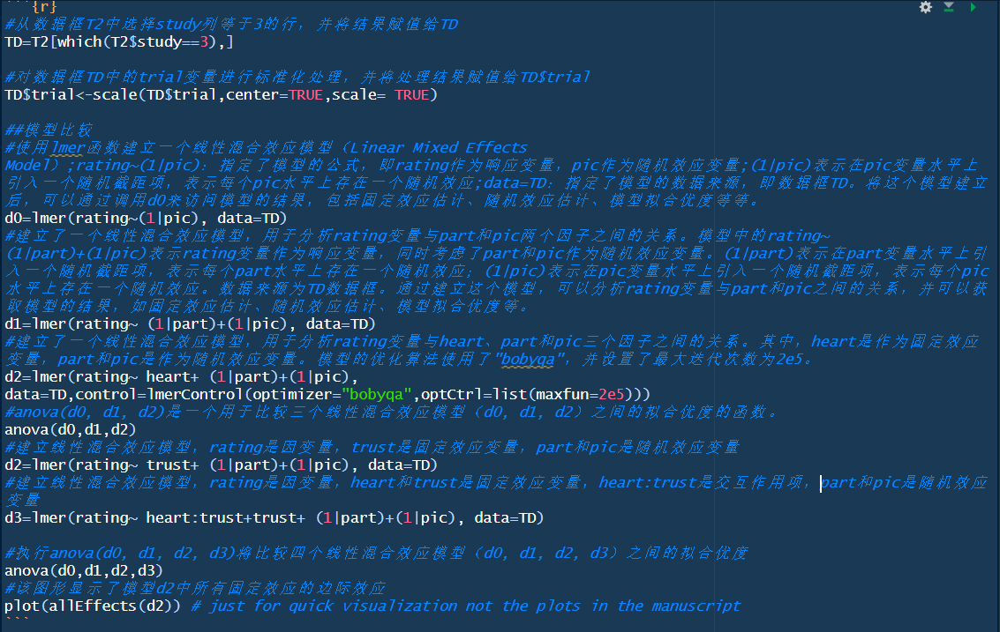 ```{r}
#从数据框T2中选择study列等于3的行，并将结果赋值给TD
TD=T2[which(T2$study==3),]
#对数据框TD中的trial变量进行标准化处理，并将处理结果赋值给TD$trial
TD$trial<-scale(TD$trial,center=TRUE,scale= TRUE)
##模型比较
#使用lmer函数建立一个线性混合效应模型（Linear Mixed Effects
Model）;rating~(1|pic)：指定了模型的公式，即rating作为响应变量，pic作为随机效应变量;(1|pic)表示在pic变量水平上
引入一个随机截距项，表示每个pic水平上存在一个随机效应;data=TD：指定了模型的数据来源，即数据框TD。将这个模型建立
后，可以通过调用d0来访问模型的结果，包括固定效应估计、随机效应估计、模型拟合优度等等。
d0=lmer(rating~(1|pic), data=TD)
#建立了一个线性混合效应模型，用于分析rating变量与part和pic两个因子之间的关系。模型中的rating~
(1|part)+(1|pic)表示rating变量作为响应变量，同时考虑了part和pic作为随机效应变量。(1|part)表示在part变量水平上引
入一个随机截距项，表示每个part水平上存在一个随机效应；(1|pic)表示在pic变量水平上引入一个随机截距项，表示每个pic
水平上存在一个随机效应。数据来源为TD数据框。通过建立这个模型，可以分析rating变量与part和pic之间的关系，并可以获
取模型的结果，如固定效应估计、随机效应估计、模型拟合优度等。
d1=lmer(rating~ (1|part)+(1|pic), data=TD)
#建立了一个线性混合效应模型，用于分析rating变量与heart、part和pic三个因子之间的关系。其中，heart是作为固定效应
变量，part和pic是作为随机效应变量。模型的优化算法使用了"bobyqa"，并设置了最大迭代次数为2e5。
d2=lmer(rating~ heart+ (1|part)+(1|pic),
data=TD,control=lmerControl(optimizer="bobyqa",optCtrl=list(maxfun=2e5)))
#anova(d0, d1, d2)是一个用于比较三个线性混合效应模型（d0, d1, d2）之间的拟合优度的函数。
anova(d0,d1,d2)
#建立线性混合效应模型，rating是因变量，trust是固定效应变量，part和pic是随机效应变量
d2=lmer(rating~ trust+ (1|part)+(1|pic), data=TD)
#建立线性混合效应模型，rating是因变量，heart和trust是固定效应变量，heart:trust是交互作用项，part和pic是随机效应
变量
d3=lmer(rating~ heart:trust+trust+ (1|part)+(1|pic), data=TD)
#执行anova(d0, d1, d2, d3)将比较四个线性混合效应模型（d0, d1, d2, d3）之间的拟合优度
anova(d0,d1,d2,d3)
#该图形显示了模型d2中所有固定效应的边际效应
plot(allEffects(d2)) # just for quick visualization not the plots in the manuscript
```